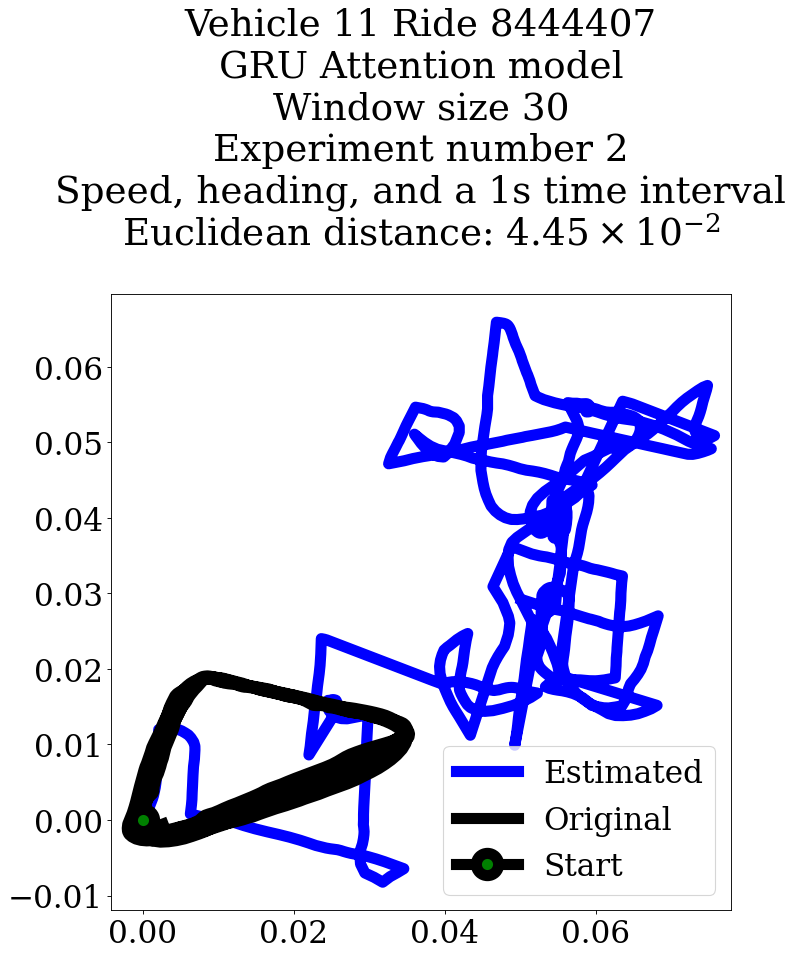 Vehicle 11 Ride 8444407
GRU Attention model
Window size 30
Experiment number 2
Speed, heading, and a 1s time interval
Euclidean distance: 4.45 × 10⁻²
0.06
0.05
0.04
0.03
0.02
0.01
0.00
−0.01
Estimated
Original
Start
0.00 0.02 0.04 0.06